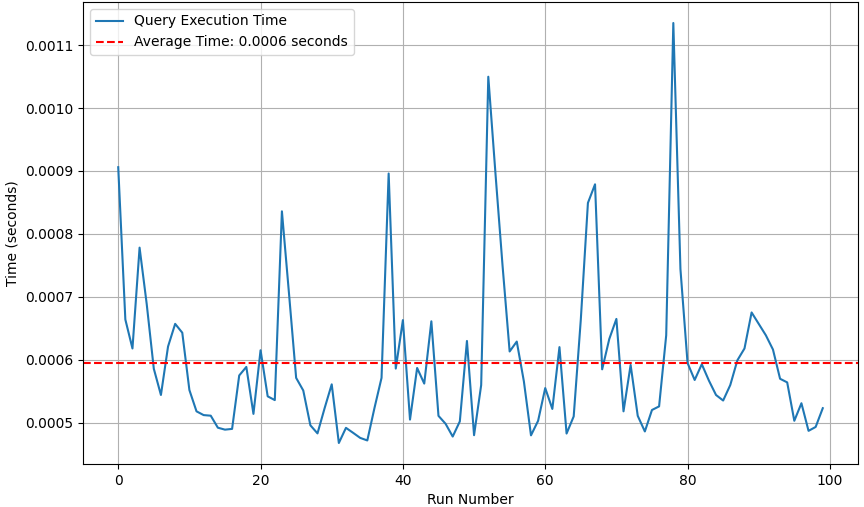 Query Execution Time
Average Time: 0.0006 seconds
0.0011
0.0010
0.0009
0.0008
0.0007
0.0006
0.0005
Time (seconds)
0 20 40 60 80 100
Run Number